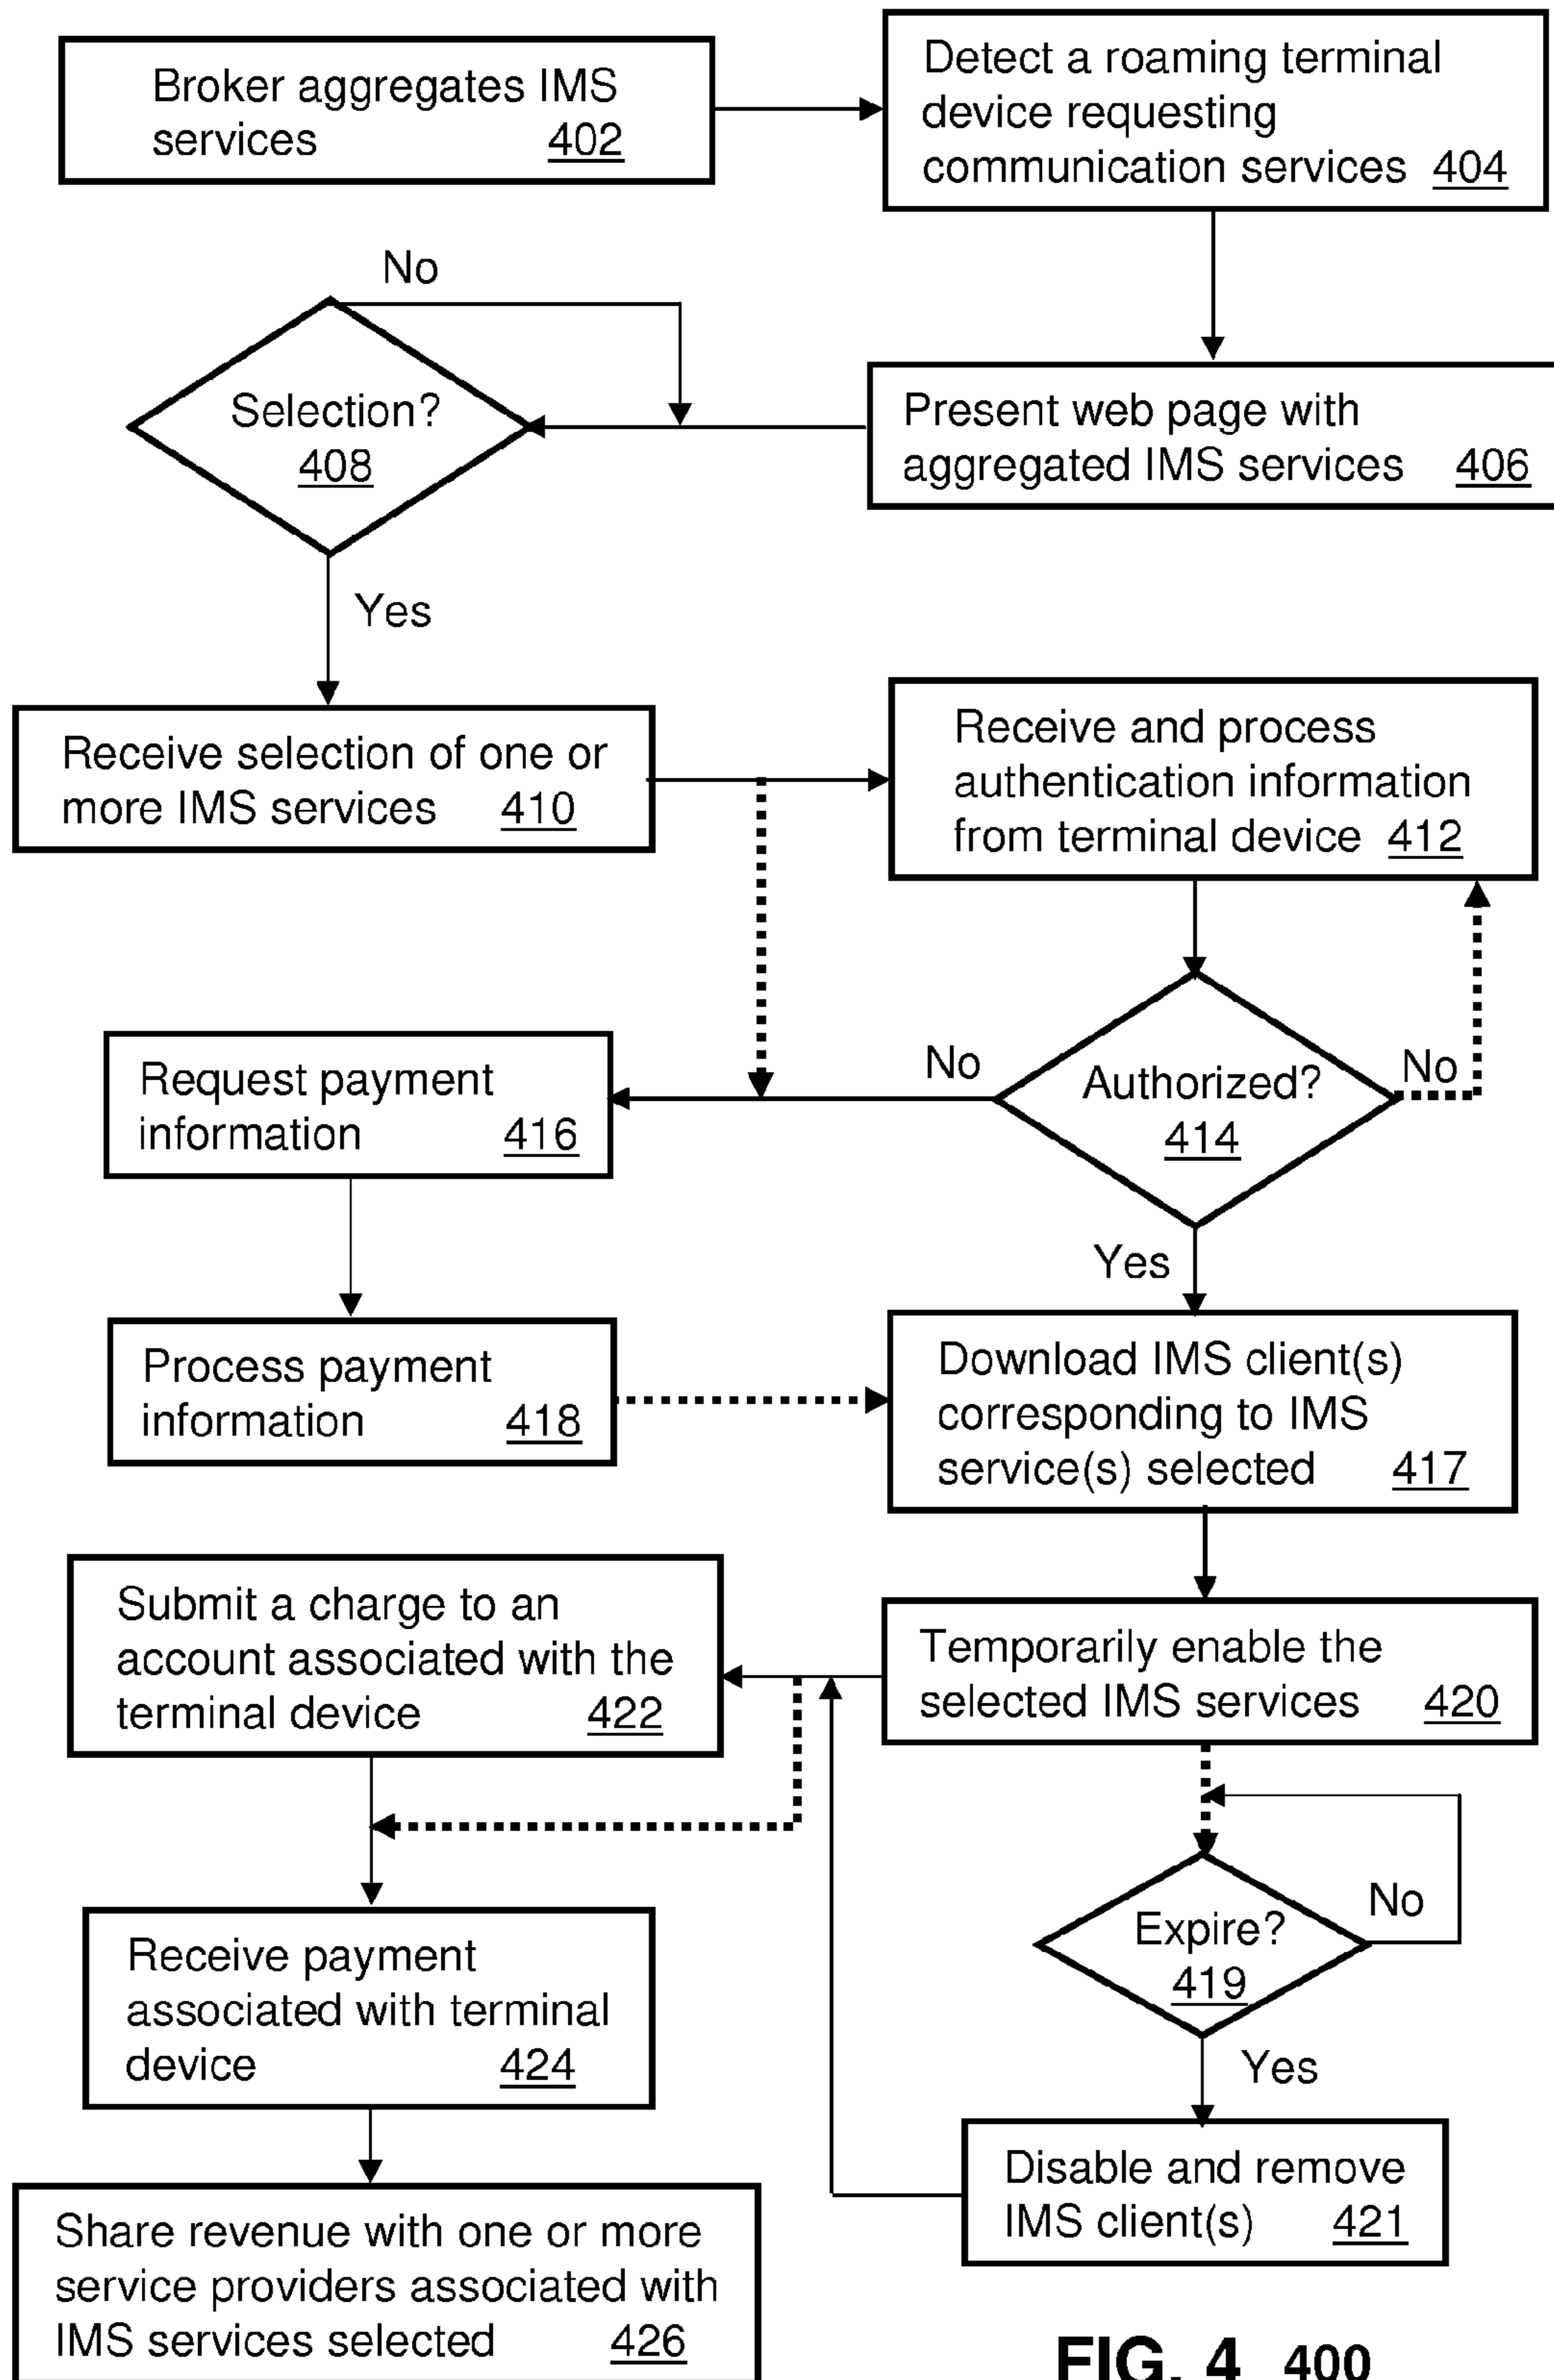 Broker aggregates IMS
services 402
Detect a roaming terminal
device requesting
communication services 404
No
Selection?
408
Present web page with
aggregated IMS services 406
Yes
Receive selection of one or
more IMS services 410
Receive and process
authentication information
from terminal device 412
Request payment
information 416
No
Authorized?
414
No
Yes
Process payment
information 418
Download IMS client(s)
corresponding to IMS
service(s) selected 417
Submit a charge to an
account associated with the
terminal device 422
Temporarily enable the
selected IMS services 420
Expire?
419
No
Yes
Receive payment
associated with terminal
device 424
Disable and remove
IMS client(s) 421
Share revenue with one or more
service providers associated with
IMS services selected 426
FIG. 4 400